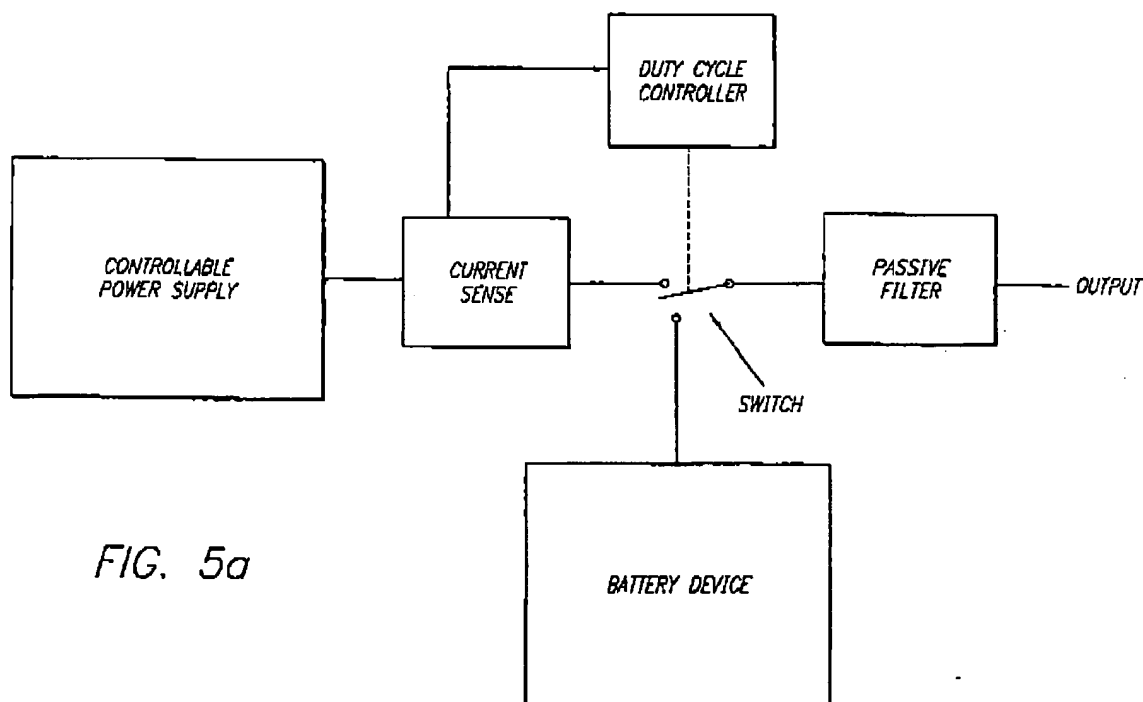 DUTY CYCLE
CONTROLLER
CONTROLLABLE
POWER SUPPLY
CURRENT
SENSE
PASSIVE
FILTER
OUTPUT
SWITCH
BATTERY DEVICE
FIG. 5a